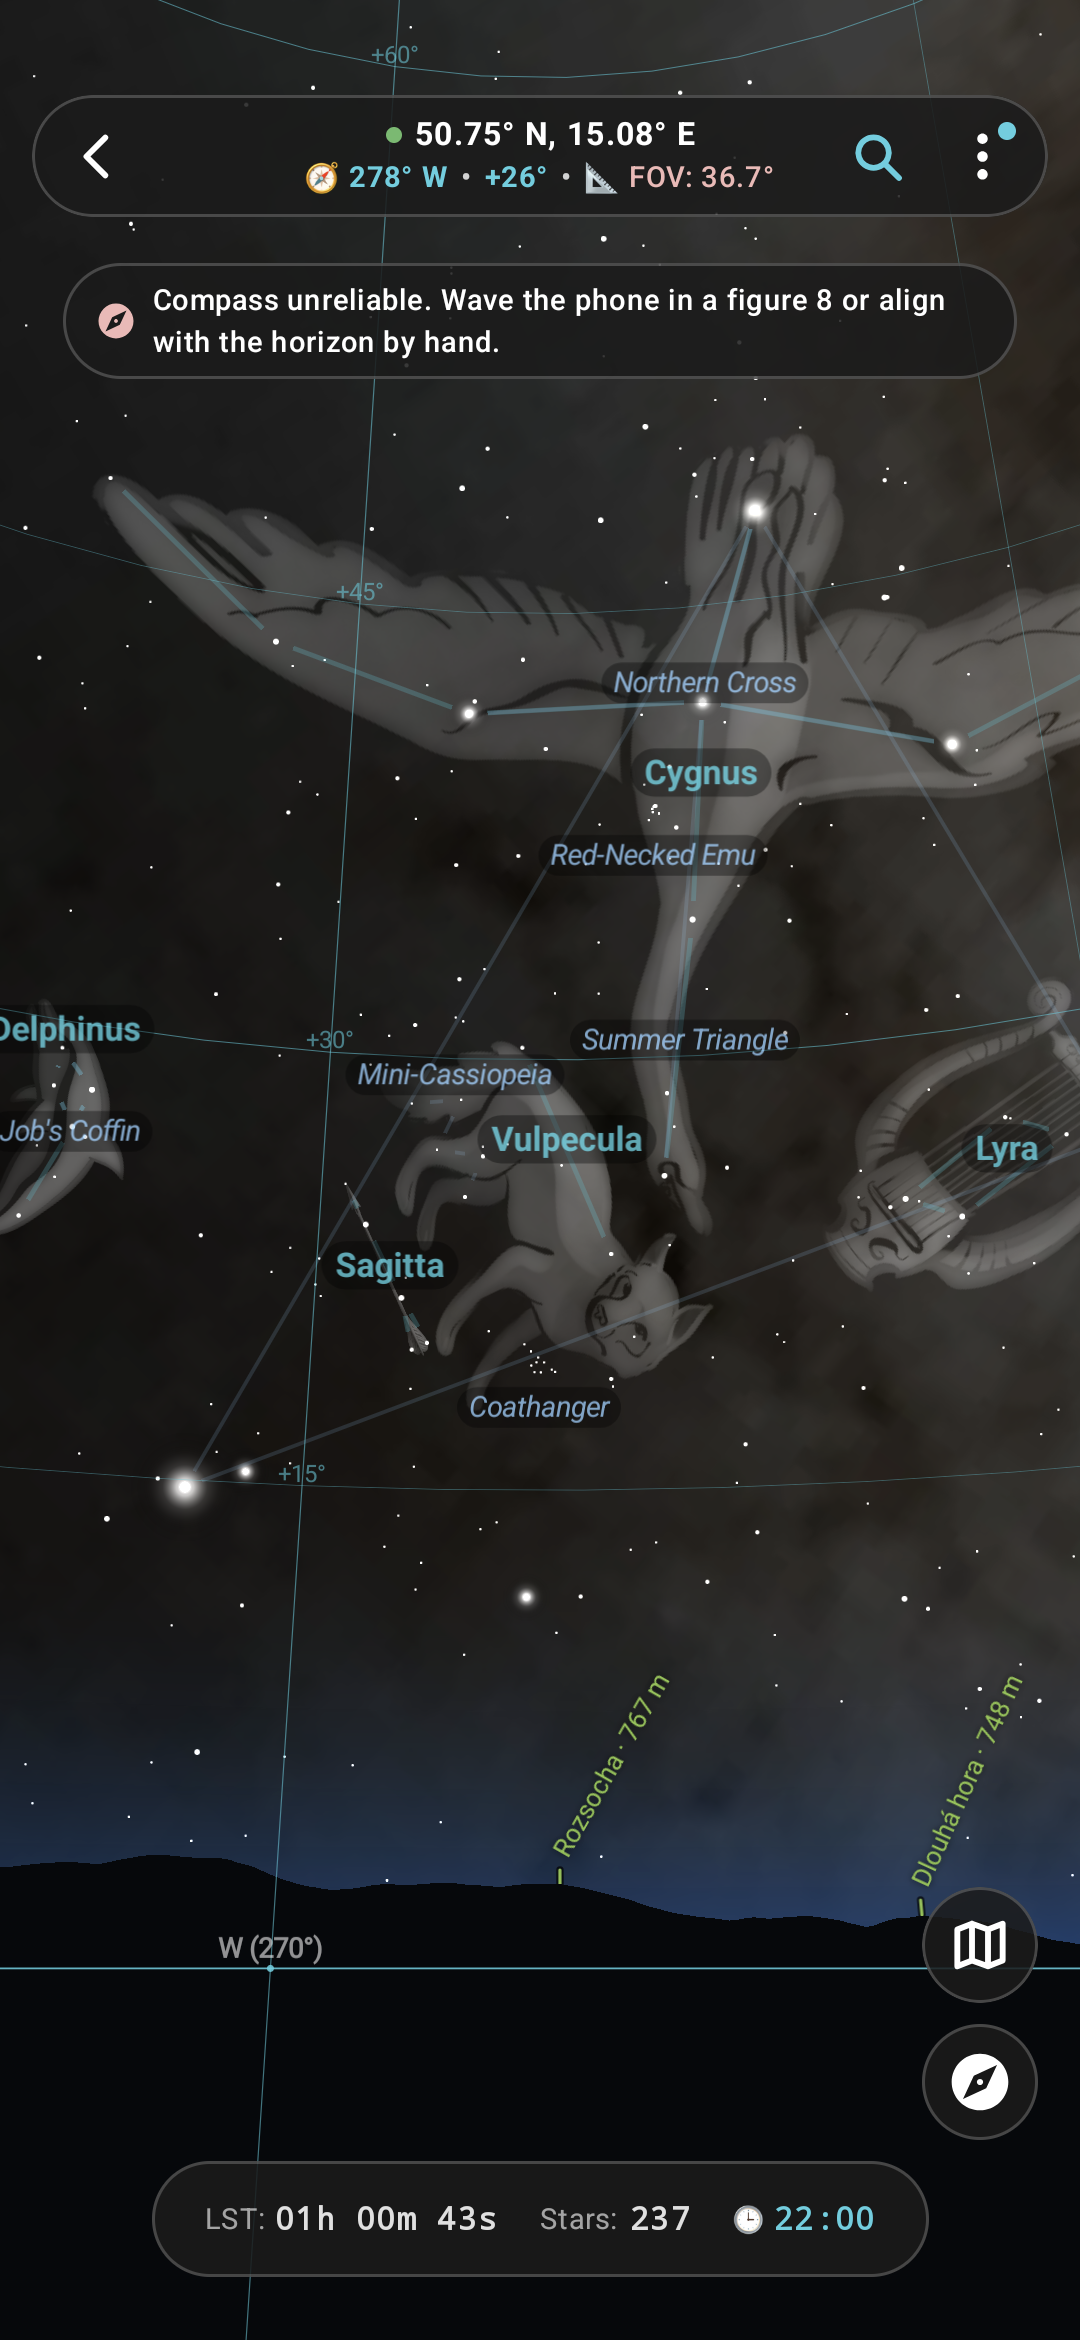 +60°
50.75° N, 15.08° E
278° W • +26° • FOV: 36.7°
Compass unreliable. Wave the phone in a figure 8 or align
with the horizon by hand.
+45°
Northern Cross
Cygnus
Red-Necked Emu
Delphinus
+30°
Summer Triangle
Mini-Cassiopeia
Job's Coffin
Vulpecula
Lyra
Sagitta
Coathanger
+15°
Rozsocha · 767 m
Dlouhá hora · 748 m
W (270°)
LST: 01h 00m 43s Stars: 237 22:00